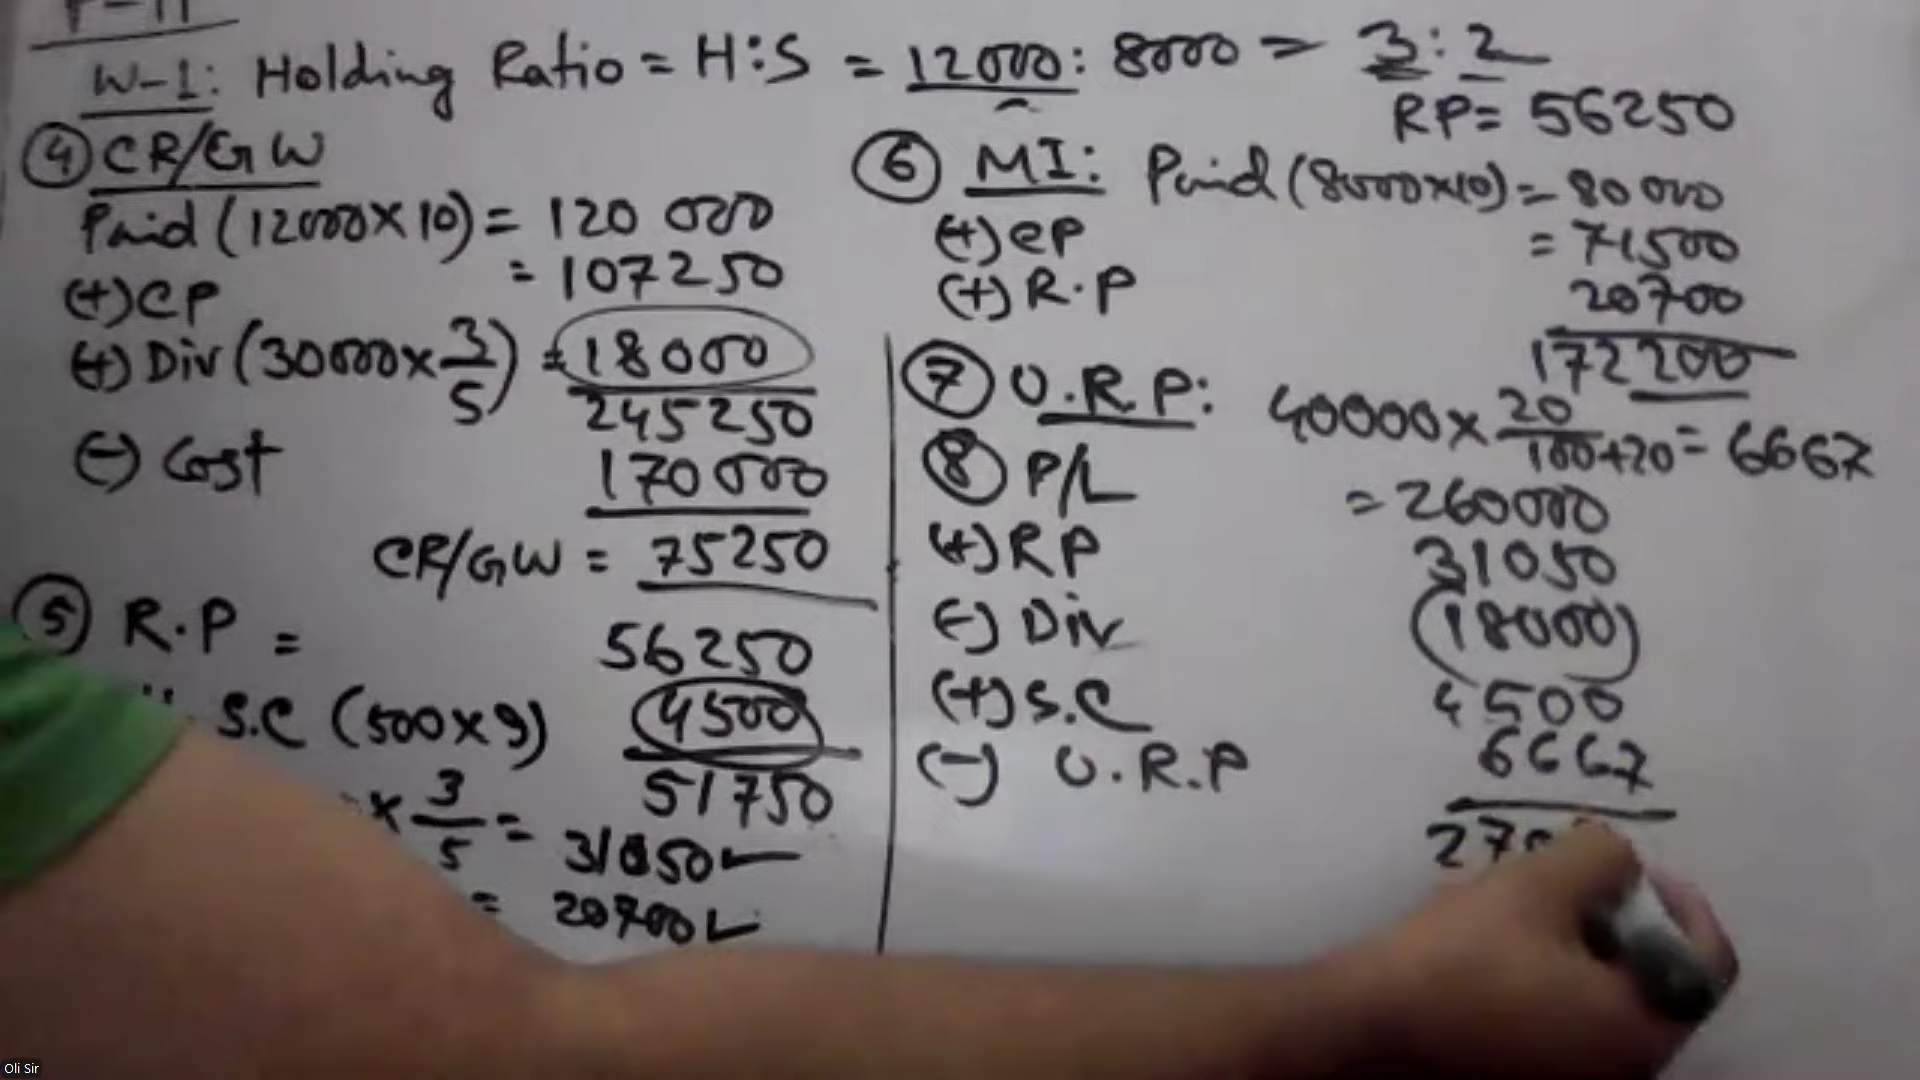 W-1: Holding Ratio = H:S = 12000: 8000 = 3:2
④ CR/GW
Paid (12000×10) = 120 000
(+) CP = 107250
(+) Div (30000 × 3/5) = 18000
245250
(-) Cost 170000
CR/GW = 75250
⑤ R.P = 56250
S.C (500×9) 4500
51750
× 3/5 = 31050
= 20700
RP = 56250
⑥ MI: Paid (8000×10) = 80000
(+) CP = 71500
(+) R.P 20700
172200
⑦ U.R.P: 40000 × 20/100+20 = 6667
⑧ P/L = 260000
(+) RP 31050
(-) Div (18000)
(+) S.C 4500
(-) U.R.P 6667
Oli Sir